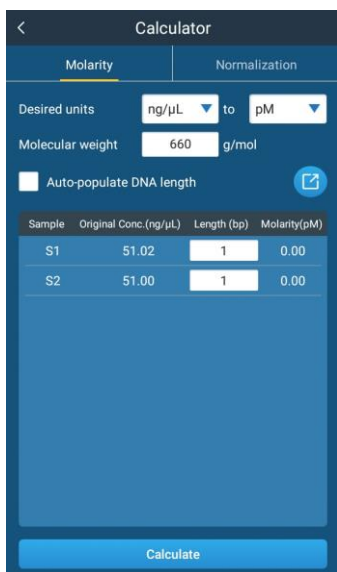 Calculator
Molarity Normalization
Desired units ng/μL to pM
Molecular weight 660 g/mol
Auto-populate DNA length
Sample Original Conc.(ng/μL) Length (bp) Molarity(pM)
S1 51.02 1 0.00
S2 51.00 1 0.00
Calculate